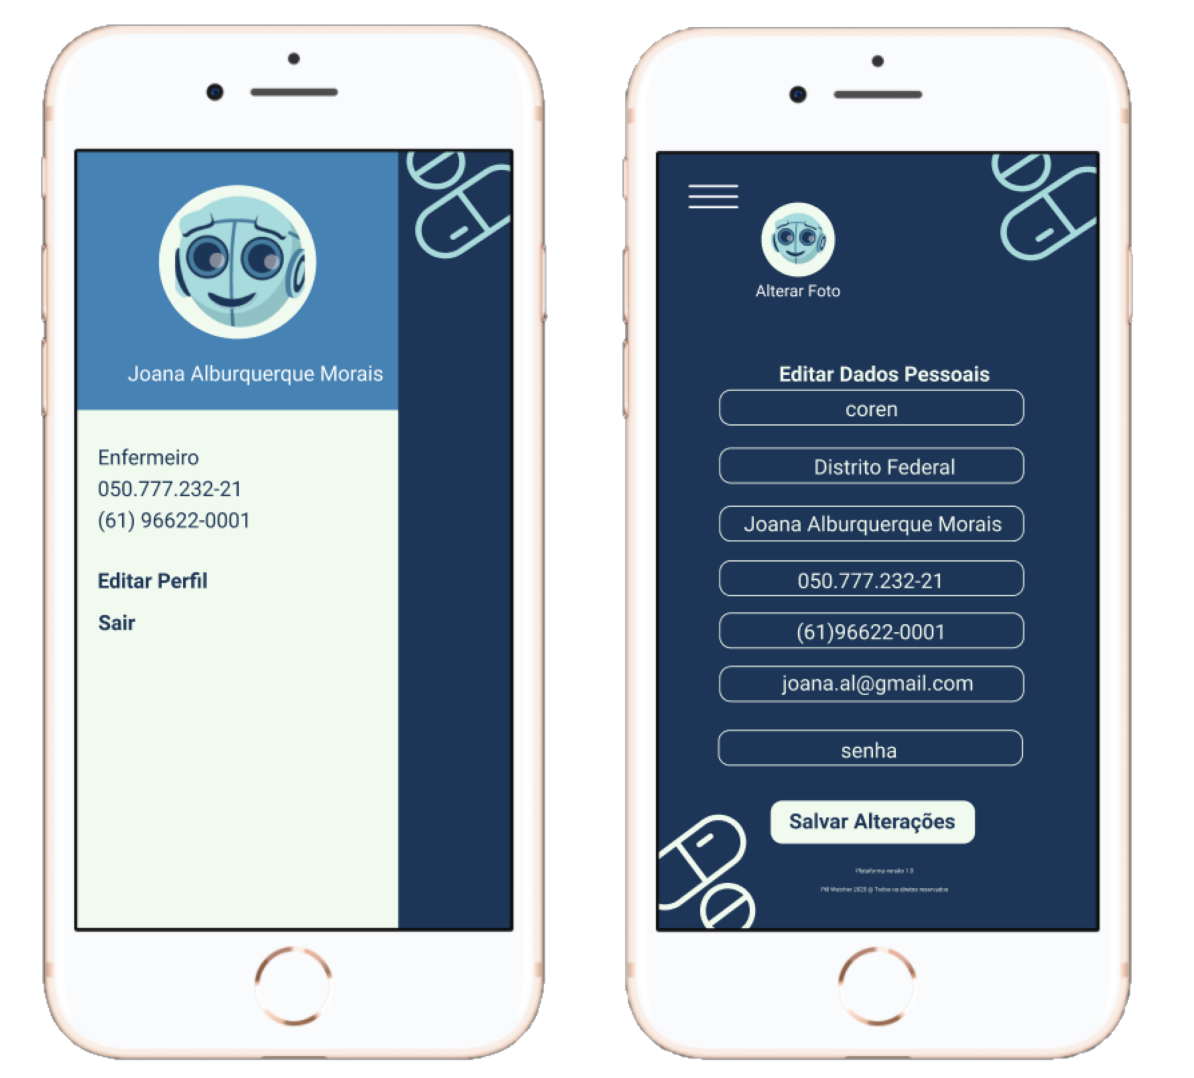 Joana Alburquerque Morais
Enfermeiro
050.777.232-21
(61) 96622-0001
Editar Perfil
Sair
Alterar Foto
Editar Dados Pessoais
coren
Distrito Federal
Joana Alburquerque Morais
050.777.232-21
(61)96622-0001
joana.al@gmail.com
senha
Salvar Alterações
Plataforma versão 1.0
Pill Watcher 2020 @ Todos os direitos reservados